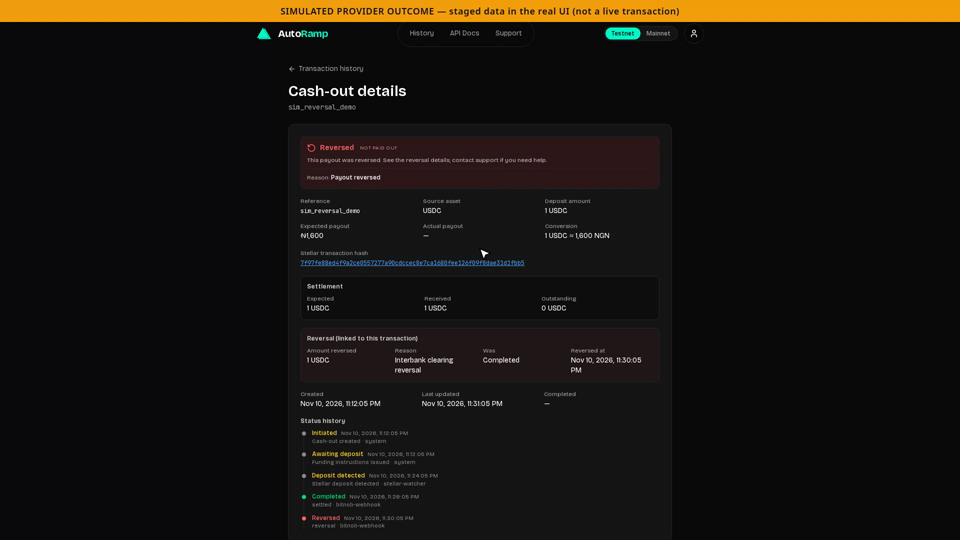 SIMULATED PROVIDER OUTCOME — staged data in the real UI (not a live transaction)
AutoRamp
History API Docs Support
Testnet Mainnet
← Transaction history
Cash-out details
sim_reversal_demo
Reversed NOT PAID OUT
This payout was reversed. See the reversal details; contact support if you need help.
Reason: Payout reversed
Reference Source asset Deposit amount
sim_reversal_demo USDC 1 USDC
Expected payout Actual payout Conversion
₦1,600 — 1 USDC ≈ 1,600 NGN
Stellar transaction hash
Settlement
Expected Received Outstanding
1 USDC 1 USDC 0 USDC
Reversal (linked to this transaction)
Amount reversed Reason Was Reversed at
1 USDC Interbank clearing reversal Completed Nov 10, 2026, 11:30:05 PM
Created Last updated Completed
Nov 10, 2026, 11:12:05 PM Nov 10, 2026, 11:31:05 PM —
Status history
Initiated Nov 10, 2026, 11:12:05 PM
Cash-out created · system
Awaiting deposit Nov 10, 2026, 11:13:05 PM
Funding instructions issued · system
Deposit detected Nov 10, 2026, 11:24:05 PM
Stellar deposit detected · stellar-watcher
Completed Nov 10, 2026, 11:28:05 PM
settled · bitnob-webhook
Reversed Nov 10, 2026, 11:30:05 PM
reversal · bitnob-webhook